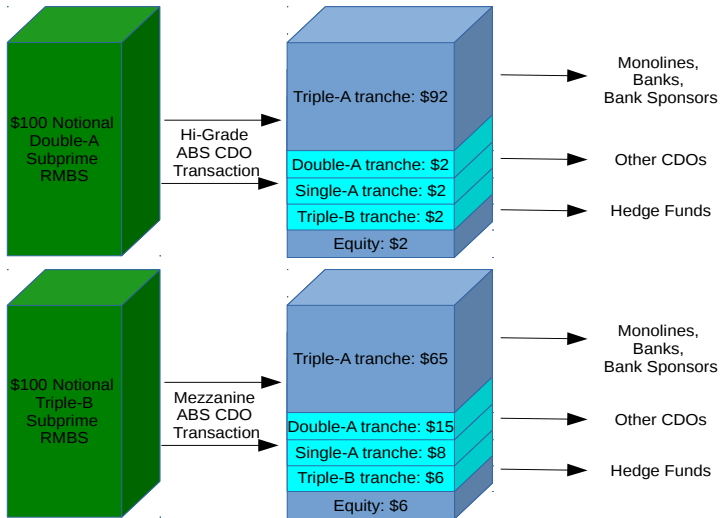 $100 Notional
Double-A
Subprime
RMBS
Hi-Grade
ABS CDO
Transaction
Triple-A tranche: $92
Double-A tranche: $2
Single-A tranche: $2
Triple-B tranche: $2
Equity: $2
Monolines,
Banks,
Bank Sponsors
Other CDOs
Hedge Funds
$100 Notional
Triple-B
Subprime
RMBS
Mezzanine
ABS CDO
Transaction
Triple-A tranche: $65
Double-A tranche: $15
Single-A tranche: $8
Triple-B tranche: $6
Equity: $6
Monolines,
Banks,
Bank Sponsors
Other CDOs
Hedge Funds